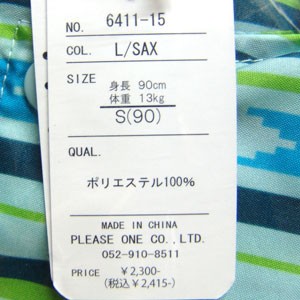 NO. 6411-15
COL. L/SAX
SIZE
身長 90cm
体重 13kg
S(90)
QUAL.
ポリエステル100%
MADE IN CHINA
PLEASE ONE CO.,LTD.
052-910-8511
PRICE ¥2,300-
(税込¥2,415-)